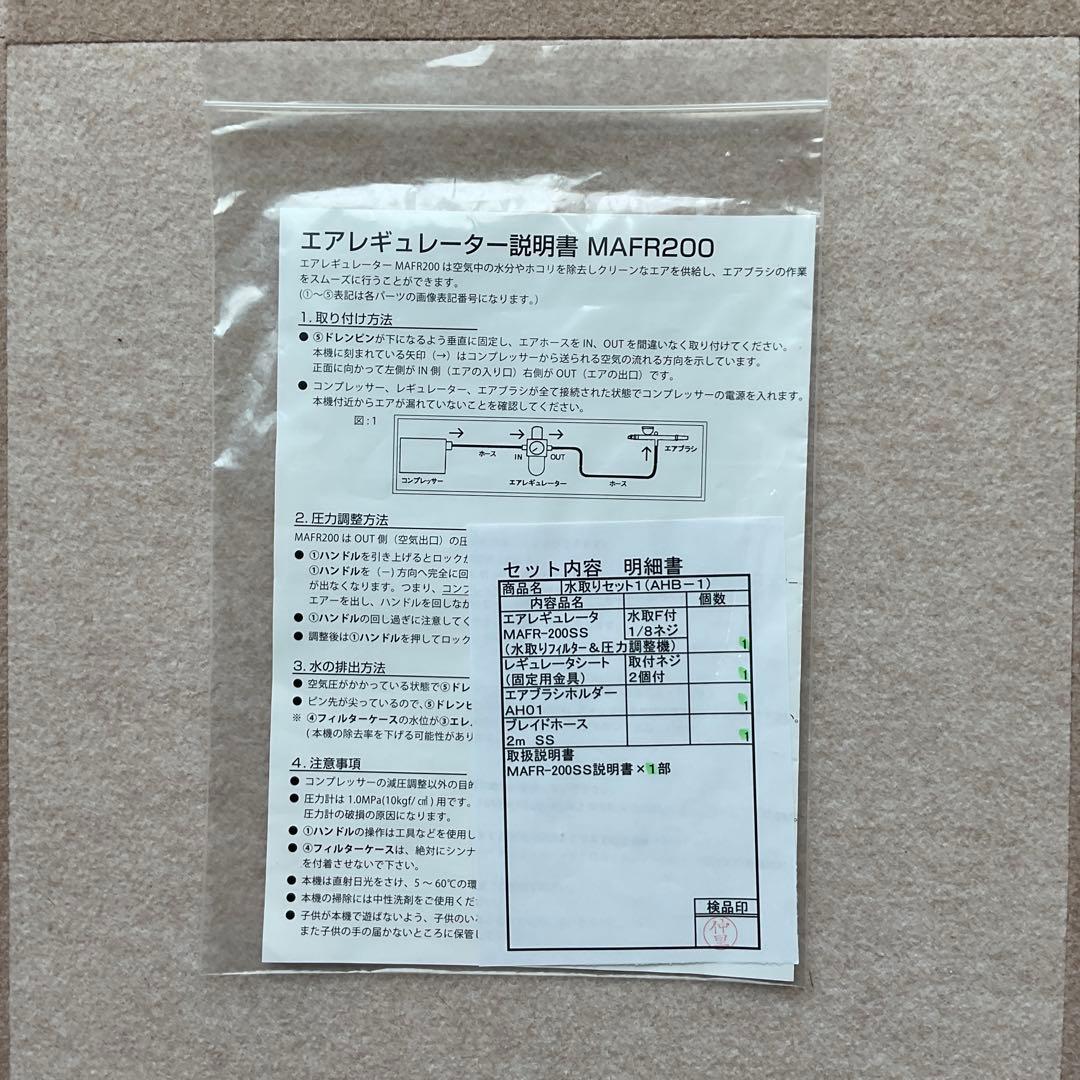 エアレギュレーター説明書 MAFR200
エアレギュレーター MAFR200 は空気中の水分やホコリを除去しクリーンなエアを供給し、エアブラシの作業
をスムーズに行うことができます。
(①～⑤表記は各パーツの画像表記番号になります。)
1. 取り付け方法
● ⑤ドレンピンが下になるよう垂直に固定し、エアホースを IN、OUT を間違いなく取り付けてください。
本機に刻まれている矢印（→）はコンプレッサーから送られる空気の流れる方向を示しています。
正面に向かって左側が IN 側（エアの入り口）右側が OUT（エアの出口）です。
● コンプレッサー、レギュレーター、エアブラシが全て接続された状態でコンプレッサーの電源を入れます。
本機付近からエアが漏れていないことを確認してください。
図:1
コンプレッサー
ホース
IN
OUT
エアレギュレーター
ホース
エアブラシ
2. 圧力調整方法
MAFR200 は OUT 側（空気出口）の圧
● ①ハンドルを引き上げるとロックが
①ハンドルを（－）方向へ完全に回
が出なくなります。つまり、コンプ
エアーを出し、ハンドルを回しなが
● ①ハンドルの回し過ぎに注意してく
● 調整後は①ハンドルを押してロック
3. 水の排出方法
● 空気圧がかかっている状態で⑤ドレ
● ピン先が尖っているので、⑤ドレンピ
※ ④フィルターケースの水位が③エレ
（本機の除去率を下げる可能性があり
4. 注意事項
● コンプレッサーの減圧調整以外の目的
● 圧力計は 1.0MPa(10kgf/㎠) 用です。
圧力計の破損の原因になります。
● ①ハンドルの操作は工具などを使用し
● ④フィルターケースは、絶対にシンナ
を付着させないで下さい。
● 本機は直射日光をさけ、5～60℃の環
● 本機の掃除には中性洗剤をご使用くだ
● 子供が本機で遊ばないよう、子供のい
また子供の手の届かないところに保管し
セット内容 明細書
商品名 水取りセット1(AHB-1)
内容品名 個数
エアレギュレータ 水取F付
MAFR-200SS 1/8ネジ
(水取りフィルター＆圧力調整機) 1
レギュレータシート 取付ネジ
(固定用金具) 2個付 1
エアブラシホルダー
AH01 1
ブレイドホース
2m SS 1
取扱説明書
MAFR-200SS説明書×1部
検品印